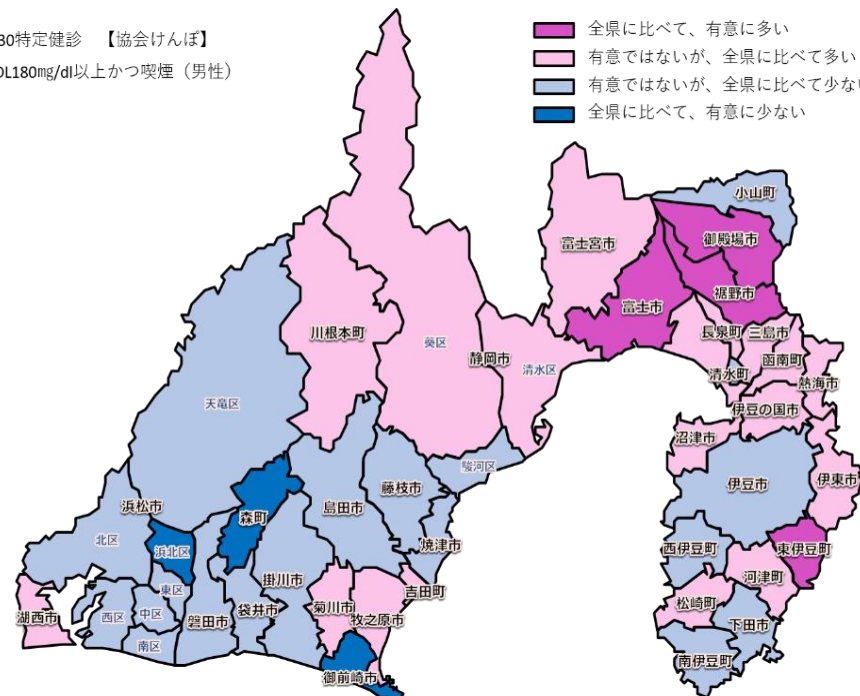 30特定健診　【協会けんぽ】
DL180㎎/dl以上かつ喫煙（男性）
全県に比べて、有意に多い
有意ではないが、全県に比べて多い
有意ではないが、全県に比べて少ない
全県に比べて、有意に少ない
小山町
御殿場市
富士宮市
裾野市
富士市
川根本町
葵区
静岡市
清水区
長泉町
三島市
函南町
清水町
熱海市
伊豆の国市
天竜区
沼津市
駿河区
藤枝市
伊豆市
伊東市
浜松市
島田市
森町
焼津市
北区
浜北区
西伊豆町
東伊豆町
掛川市
河津町
東区
吉田町
湖西市
西区
中区
磐田市
袋井市
菊川市
牧之原市
松崎町
下田市
南区
南伊豆町
御前崎市